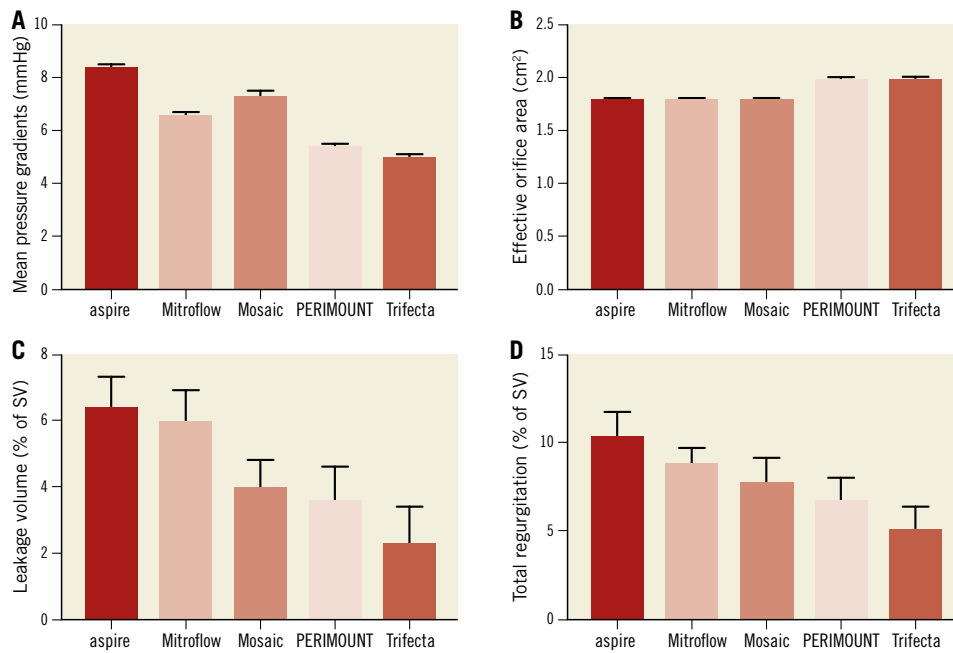 A
Mean pressure gradients (mmHg)
10
8
6
4
2
0
aspire Mitroflow Mosaic PERIMOUNT Trifecta
B
Effective orifice area (cm²)
2.5
2.0
1.5
1.0
0.5
0.0
aspire Mitroflow Mosaic PERIMOUNT Trifecta
C
Leakage volume (% of SV)
8
6
4
2
0
aspire Mitroflow Mosaic PERIMOUNT Trifecta
D
Total regurgitation (% of SV)
15
10
5
0
aspire Mitroflow Mosaic PERIMOUNT Trifecta